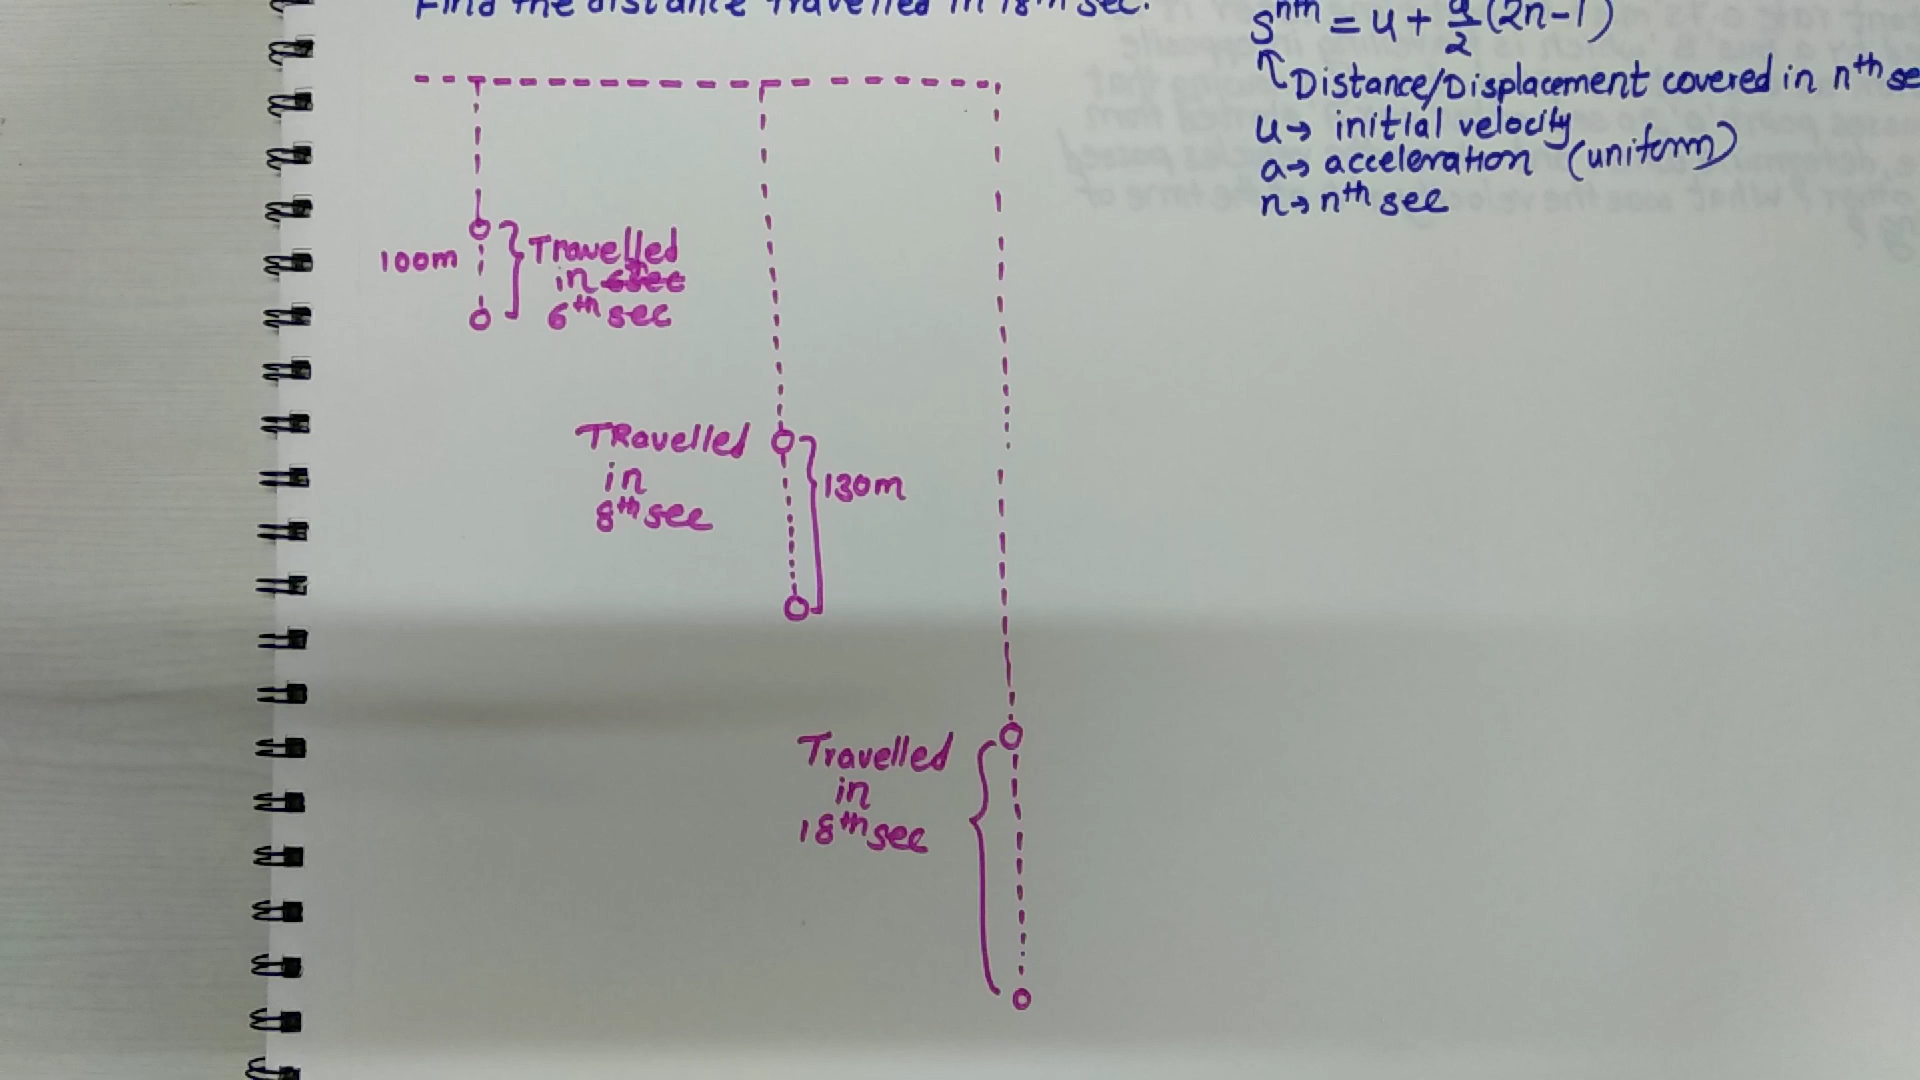 Find the distance travelled in 18th sec.
Snth = u + a/2 (2n-1)
Distance/Displacement covered in nth se
u → initial velocity
a → acceleration (uniform)
n → nth sec
100m
Travelled
in 6sec
6th sec
TRavelled
in
8th sec
130m
Travelled
in
18th sec